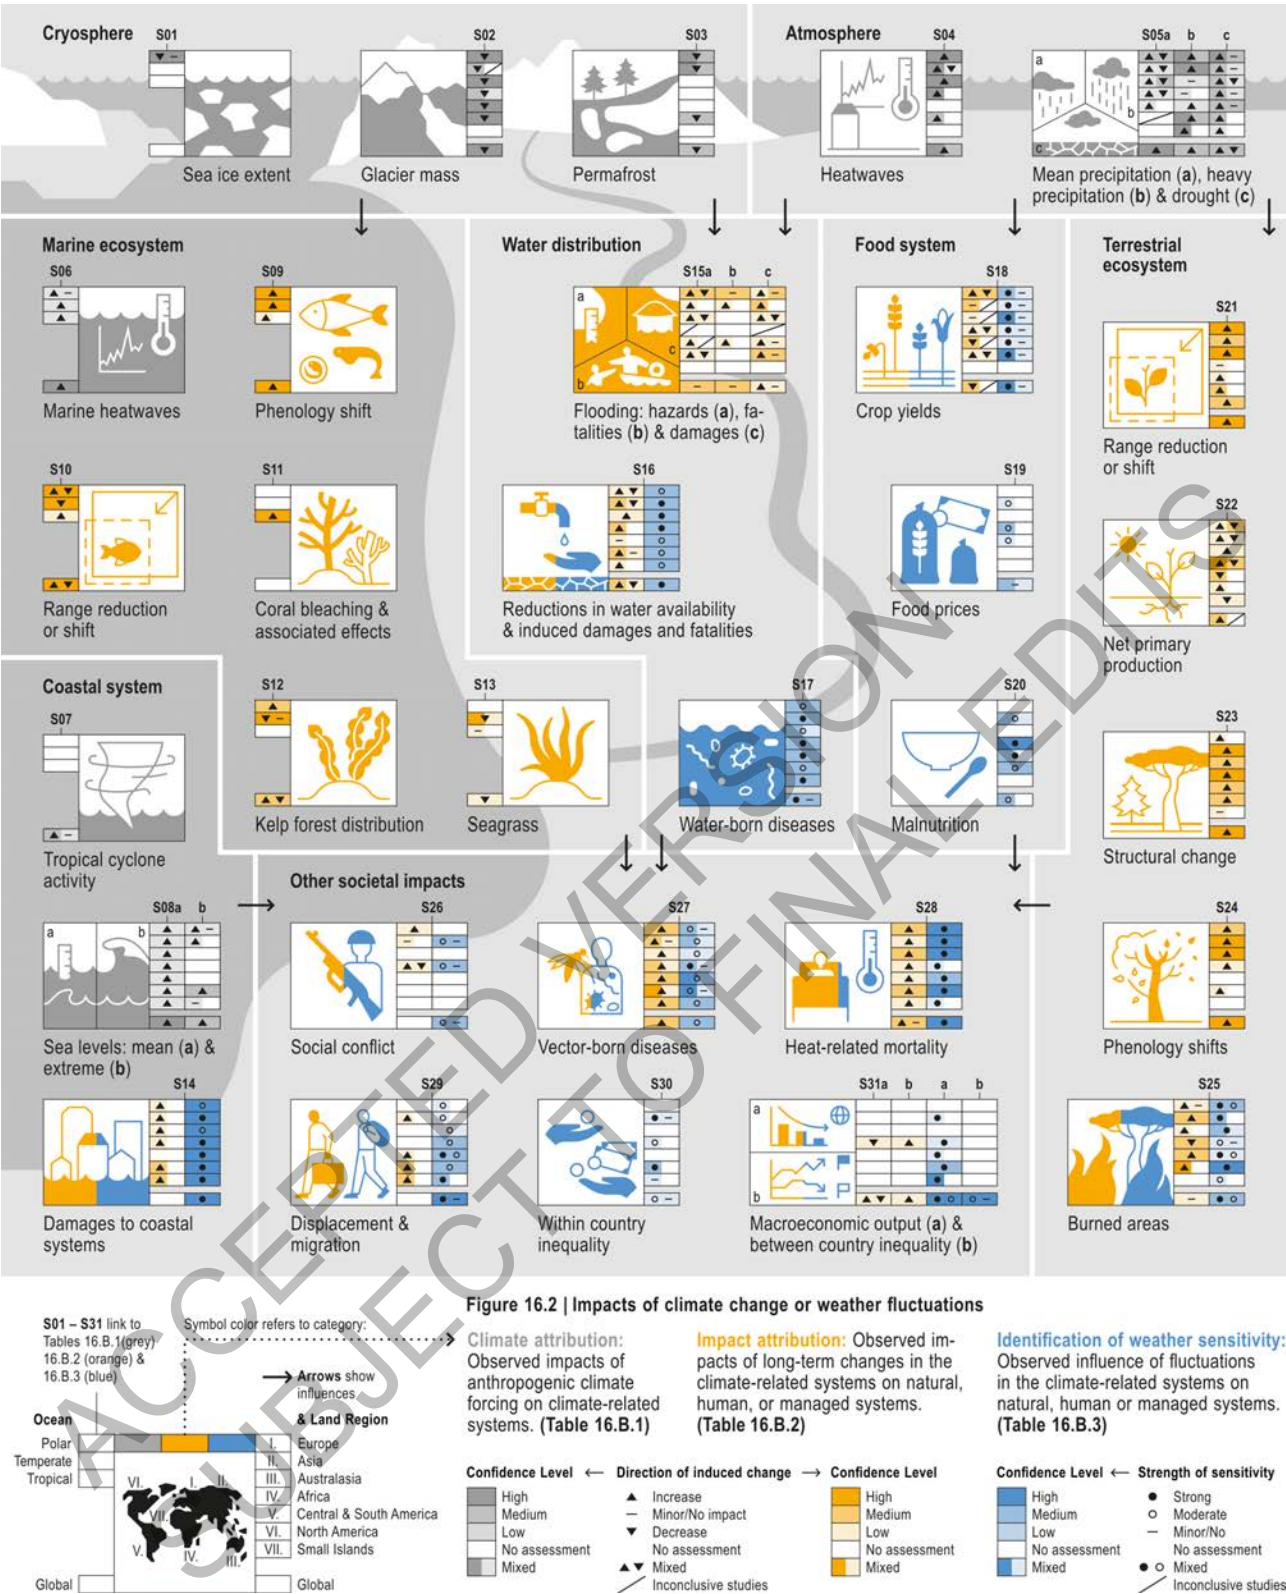 Cryosphere
S01
S02
S03
Atmosphere
S04
S05a b c
a
b
c
Sea ice extent
Glacier mass
Permafrost
Heatwaves
Mean precipitation (a), heavy
precipitation (b) & drought (c)
Marine ecosystem
S06
S09
Marine heatwaves
Phenology shift
S10
S11
Range reduction
or shift
Coral bleaching &
associated effects
S12
S13
Kelp forest distribution
Seagrass
Water distribution
S15a b c
a
c
b
Flooding: hazards (a), fa-
talities (b) & damages (c)
S16
Reductions in water availability
& induced damages and fatalities
S17
Water-born diseases
Food system
S18
Crop yields
S19
Food prices
S20
Malnutrition
Terrestrial
ecosystem
S21
Range reduction
or shift
S22
Net primary
production
S23
Structural change
S24
Phenology shifts
S25
Burned areas
Coastal system
S07
Tropical cyclone
activity
S08a b
a
b
Sea levels: mean (a) &
extreme (b)
S14
Damages to coastal
systems
Other societal impacts
S26
Social conflict
S27
Vector-born diseases
S28
Heat-related mortality
S29
Displacement &
migration
S30
Within country
inequality
S31a b a b
a
b
Macroeconomic output (a) &
between country inequality (b)
ACCEPTED VERSION
SUBJECT TO FINAL EDITS
Figure 16.2 | Impacts of climate change or weather fluctuations
S01 – S31 link to
Tables 16.B.1(grey)
16.B.2 (orange) &
16.B.3 (blue)
Symbol color refers to category:
Arrows show
influences
Ocean
& Land Region
Polar
Temperate
Tropical
Global
I. Europe
II. Asia
III. Australasia
IV. Africa
V. Central & South America
VI. North America
VII. Small Islands
Global
VI.
I.
II.
VII.
V.
IV.
III.
Climate attribution:
Observed impacts of
anthropogenic climate
forcing on climate-related
systems. (Table 16.B.1)
Impact attribution: Observed im-
pacts of long-term changes in the
climate-related systems on natural,
human, or managed systems.
(Table 16.B.2)
Identification of weather sensitivity:
Observed influence of fluctuations
in the climate-related systems on
natural, human or managed systems.
(Table 16.B.3)
Confidence Level ← Direction of induced change → Confidence Level
High
Medium
Low
No assessment
Mixed
▲ Increase
– Minor/No impact
▼ Decrease
No assessment
▲▼ Mixed
Inconclusive studies
High
Medium
Low
No assessment
Mixed
Confidence Level ← Strength of sensitivity
High
Medium
Low
No assessment
Mixed
● Strong
○ Moderate
– Minor/No
No assessment
● ○ Mixed
Inconclusive studies